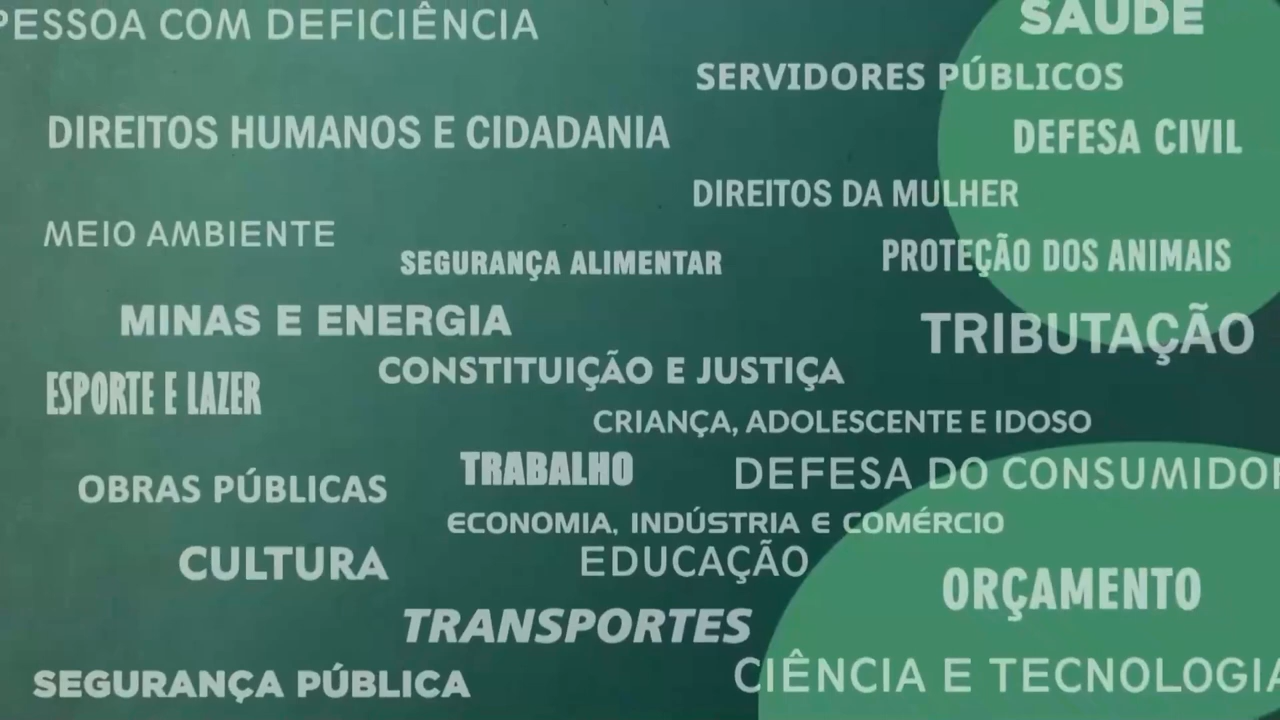 PESSOA COM DEFICIÊNCIA
SAÚDE
SERVIDORES PÚBLICOS
DIREITOS HUMANOS E CIDADANIA
DEFESA CIVIL
DIREITOS DA MULHER
MEIO AMBIENTE
SEGURANÇA ALIMENTAR
PROTEÇÃO DOS ANIMAIS
MINAS E ENERGIA
TRIBUTAÇÃO
CONSTITUIÇÃO E JUSTIÇA
ESPORTE E LAZER
CRIANÇA, ADOLESCENTE E IDOSO
TRABALHO
DEFESA DO CONSUMIDOR
OBRAS PÚBLICAS
ECONOMIA, INDÚSTRIA E COMÉRCIO
CULTURA
EDUCAÇÃO
ORÇAMENTO
TRANSPORTES
CIÊNCIA E TECNOLOGIA
SEGURANÇA PÚBLICA